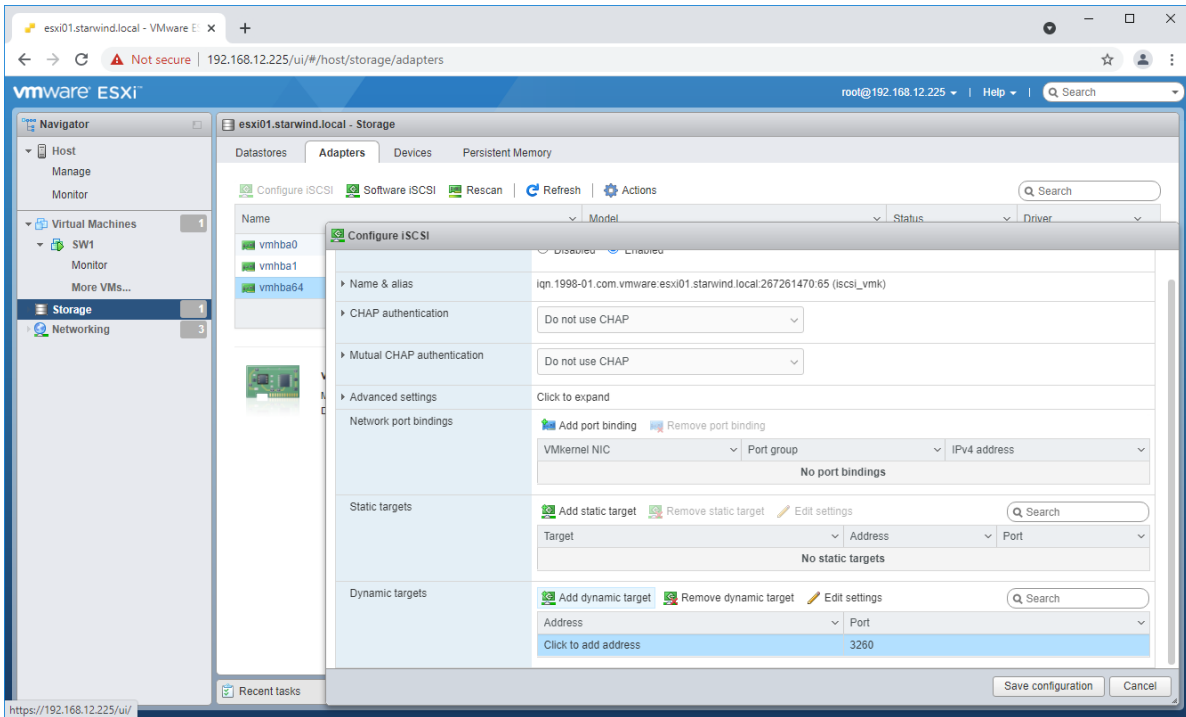 esxi01.starwind.local - VMware E
Not secure | 192.168.12.225/ui/#/host/storage/adapters
vmware ESXi
root@192.168.12.225 | Help | Search
Navigator
esxi01.starwind.local - Storage
Host
Manage
Monitor
Virtual Machines 1
SW1
Monitor
More VMs...
Storage 1
Networking 3
Datastores Adapters Devices Persistent Memory
Configure iSCSI Software iSCSI Rescan | Refresh | Actions Search
Name Model Status Driver
vmhba0
vmhba1
vmhba64
Configure iSCSI
Disabled Enabled
Name & alias iqn.1998-01.com.vmware:esxi01.starwind.local:267261470:65 (iscsi_vmk)
CHAP authentication Do not use CHAP
Mutual CHAP authentication Do not use CHAP
Advanced settings Click to expand
Network port bindings Add port binding Remove port binding
VMkernel NIC Port group IPv4 address
No port bindings
Static targets Add static target Remove static target Edit settings Search
Target Address Port
No static targets
Dynamic targets Add dynamic target Remove dynamic target Edit settings Search
Address Port
Click to add address 3260
Save configuration Cancel
Recent tasks
https://192.168.12.225/ui/